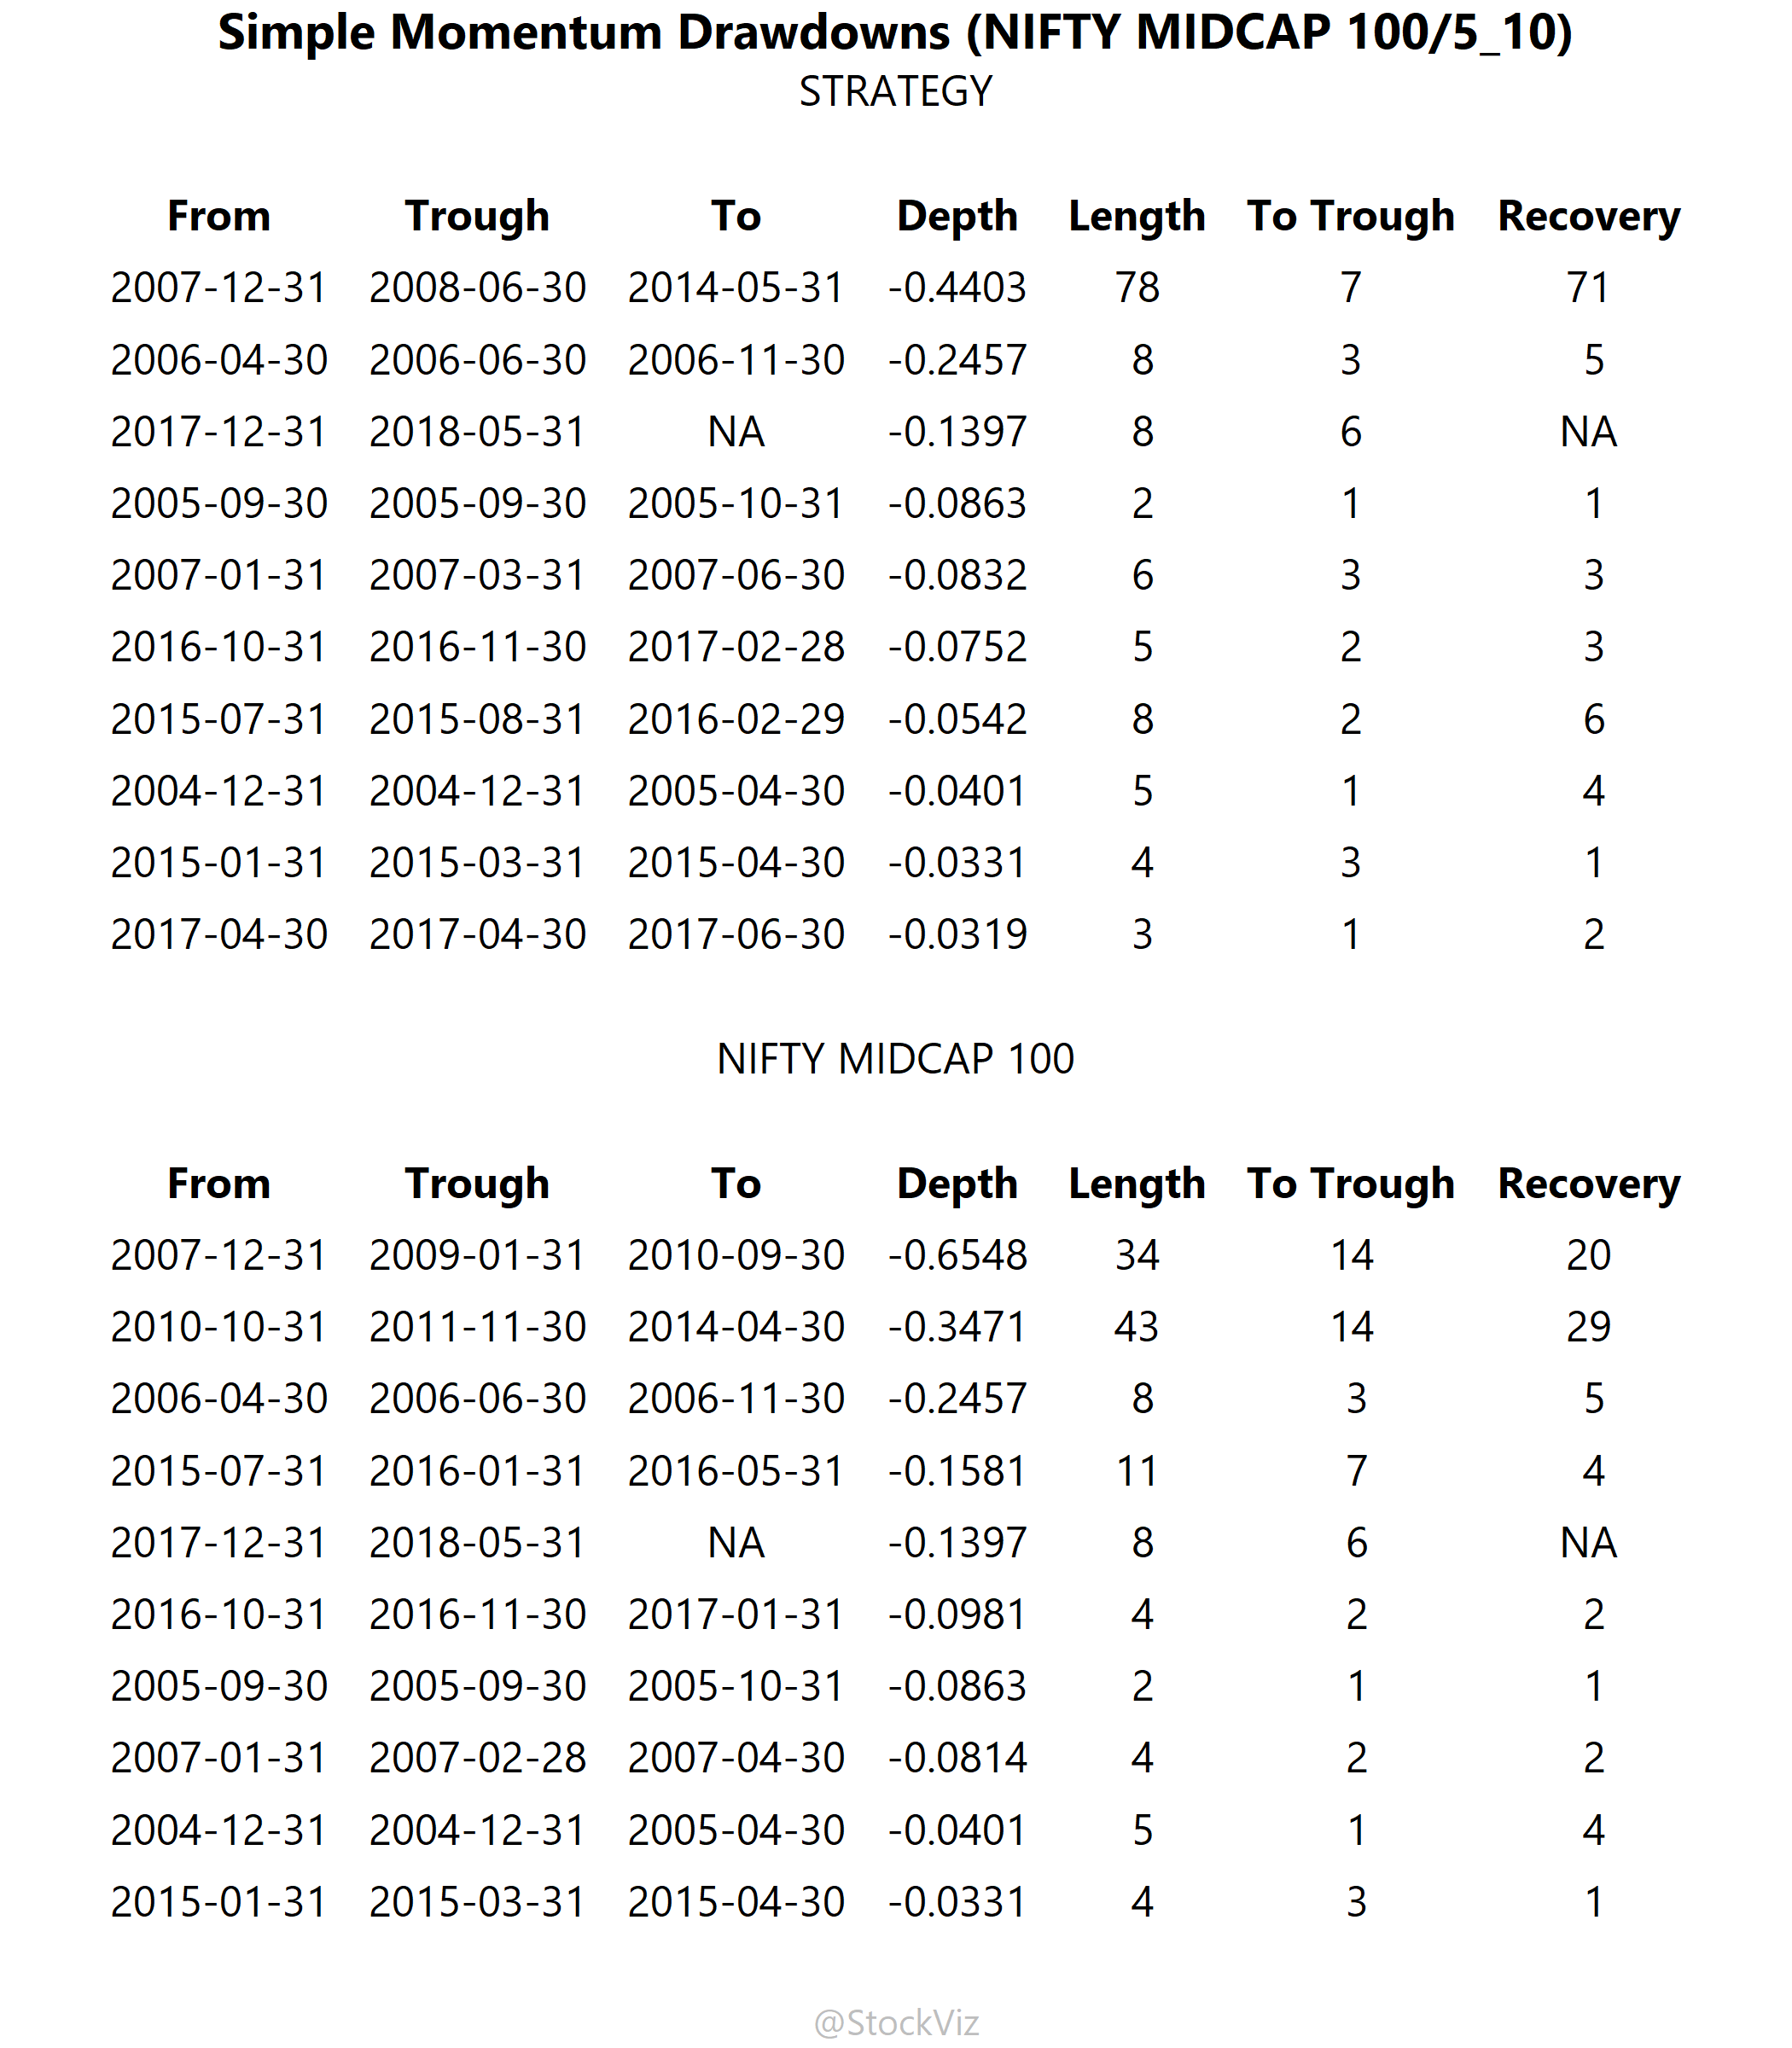 Simple Momentum Drawdowns (NIFTY MIDCAP 100/5_10)
STRATEGY
From Trough To Depth Length To Trough Recovery
2007-12-31 2008-06-30 2014-05-31 -0.4403 78 7 71
2006-04-30 2006-06-30 2006-11-30 -0.2457 8 3 5
2017-12-31 2018-05-31 NA -0.1397 8 6 NA
2005-09-30 2005-09-30 2005-10-31 -0.0863 2 1 1
2007-01-31 2007-03-31 2007-06-30 -0.0832 6 3 3
2016-10-31 2016-11-30 2017-02-28 -0.0752 5 2 3
2015-07-31 2015-08-31 2016-02-29 -0.0542 8 2 6
2004-12-31 2004-12-31 2005-04-30 -0.0401 5 1 4
2015-01-31 2015-03-31 2015-04-30 -0.0331 4 3 1
2017-04-30 2017-04-30 2017-06-30 -0.0319 3 1 2
NIFTY MIDCAP 100
From Trough To Depth Length To Trough Recovery
2007-12-31 2009-01-31 2010-09-30 -0.6548 34 14 20
2010-10-31 2011-11-30 2014-04-30 -0.3471 43 14 29
2006-04-30 2006-06-30 2006-11-30 -0.2457 8 3 5
2015-07-31 2016-01-31 2016-05-31 -0.1581 11 7 4
2017-12-31 2018-05-31 NA -0.1397 8 6 NA
2016-10-31 2016-11-30 2017-01-31 -0.0981 4 2 2
2005-09-30 2005-09-30 2005-10-31 -0.0863 2 1 1
2007-01-31 2007-02-28 2007-04-30 -0.0814 4 2 2
2004-12-31 2004-12-31 2005-04-30 -0.0401 5 1 4
2015-01-31 2015-03-31 2015-04-30 -0.0331 4 3 1
@StockViz